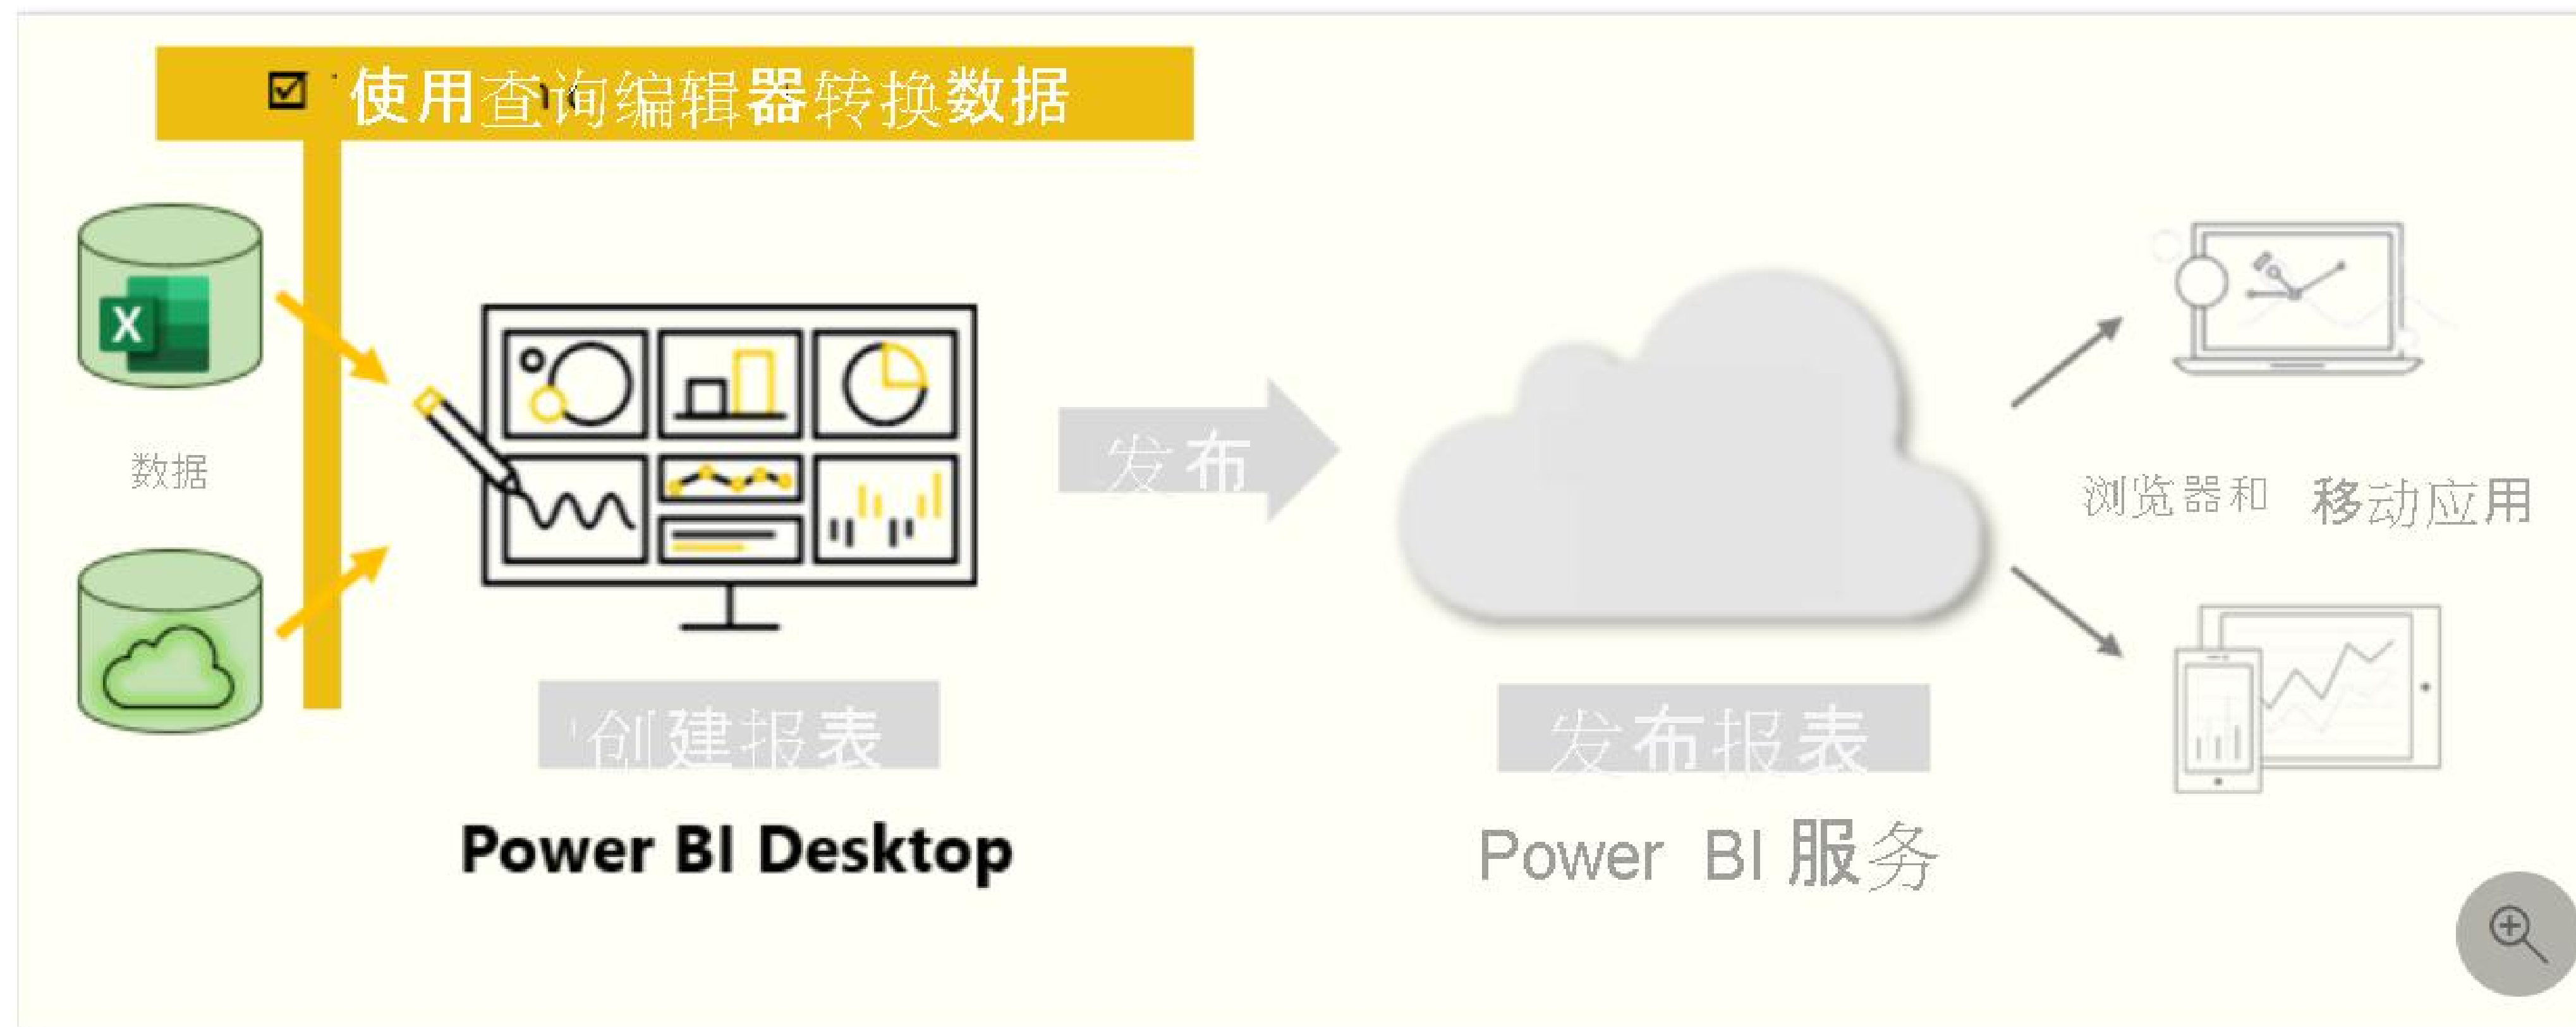 使用查询编辑器转换数据
X
数据
发布
浏览器和 移动应用
创建报表
发布报表
Power BI Desktop
Power BI 服务